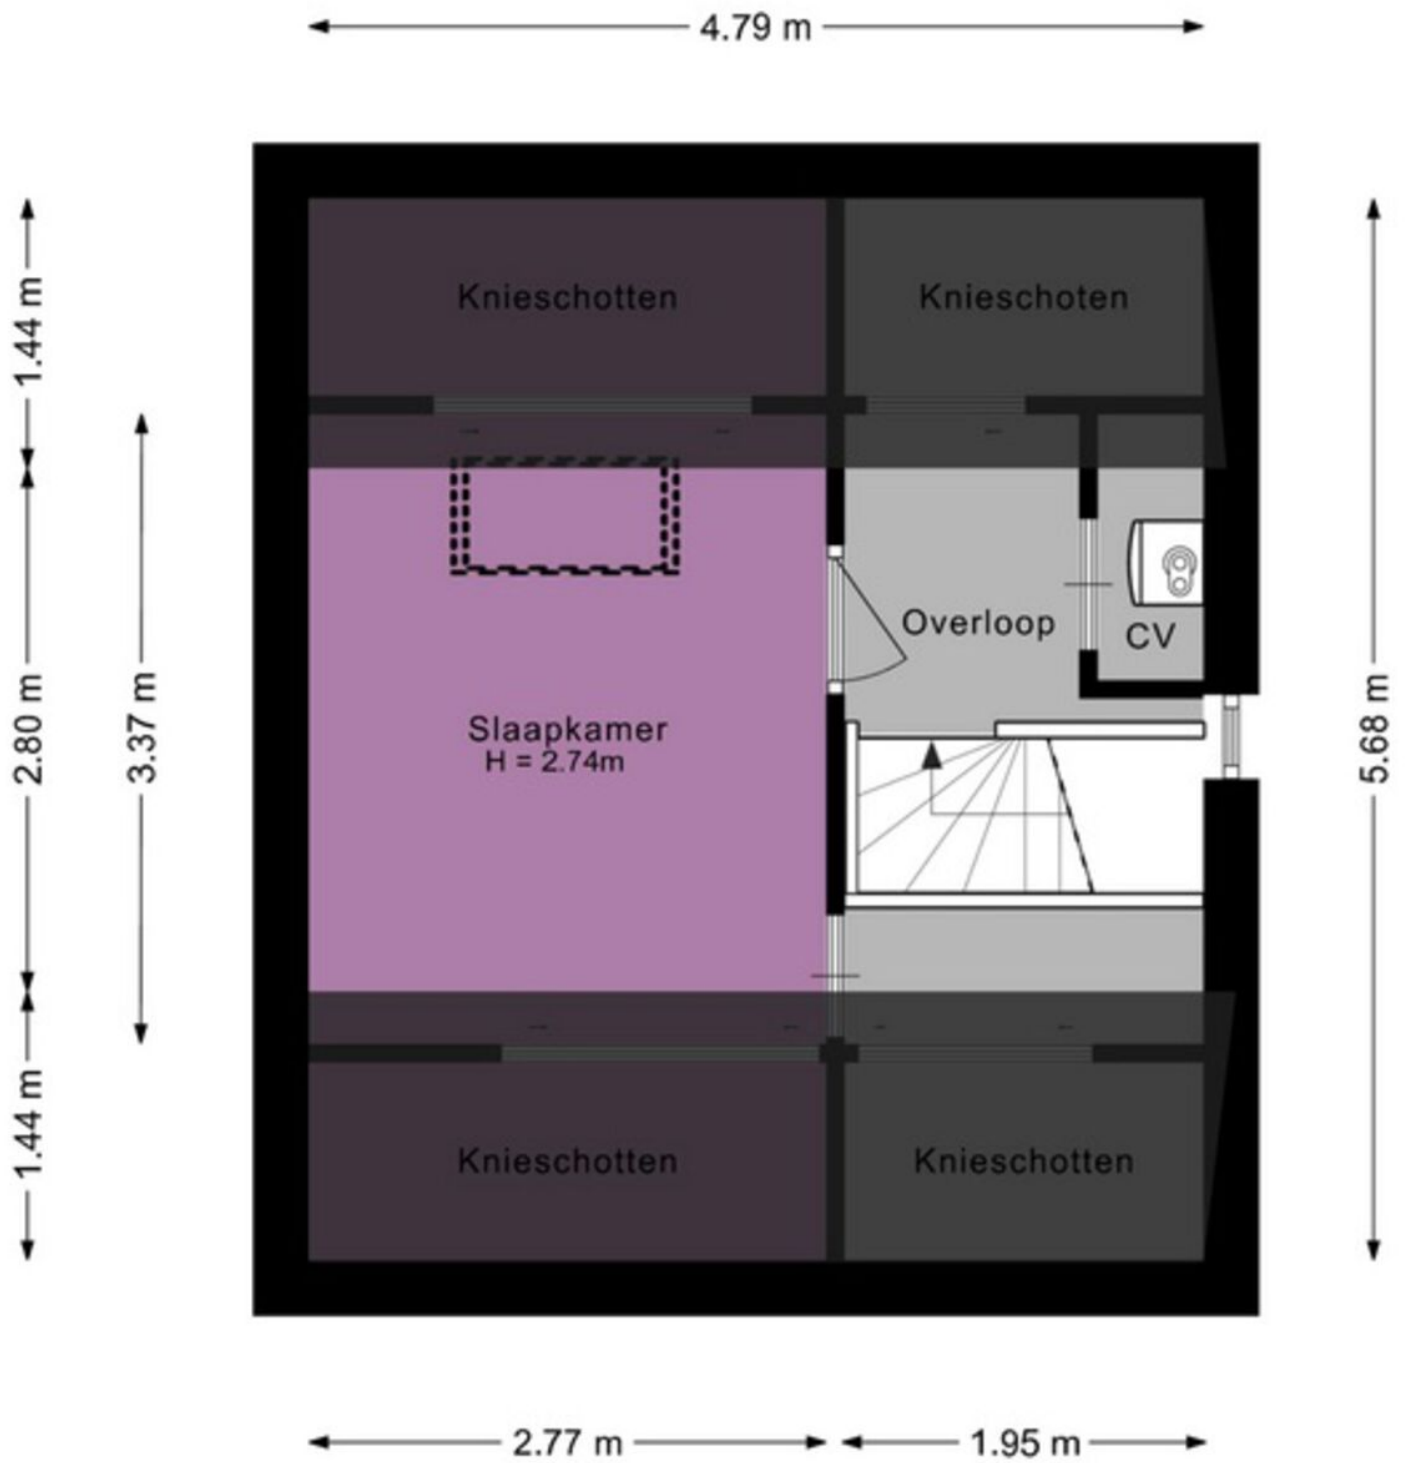 4.79 m
Knieschotten
Knieschoten
1.44 m
Overloop
CV
Slaapkamer
H = 2.74m
2.80 m
3.37 m
5.68 m
1.44 m
Knieschotten
Knieschotten
2.77 m
1.95 m